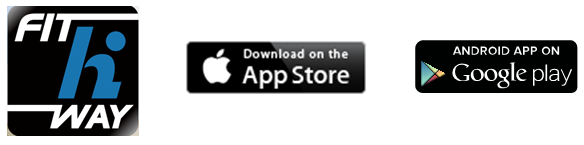 FIT
hi
WAY
Download on the
App Store
ANDROID APP ON
Google play